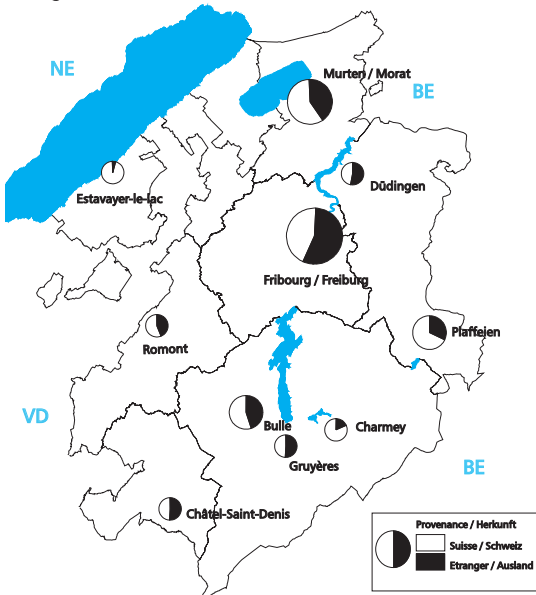 NE
Murten / Morat
BE
Estavayer-le-lac
Düdingen
Fribourg / Freiburg
Romont
Plaffeien
VD
Bulle
Charmey
Gruyères
BE
Châtel-Saint-Denis
Provenance / Herkunft
Suisse / Schweiz
Etranger / Ausland